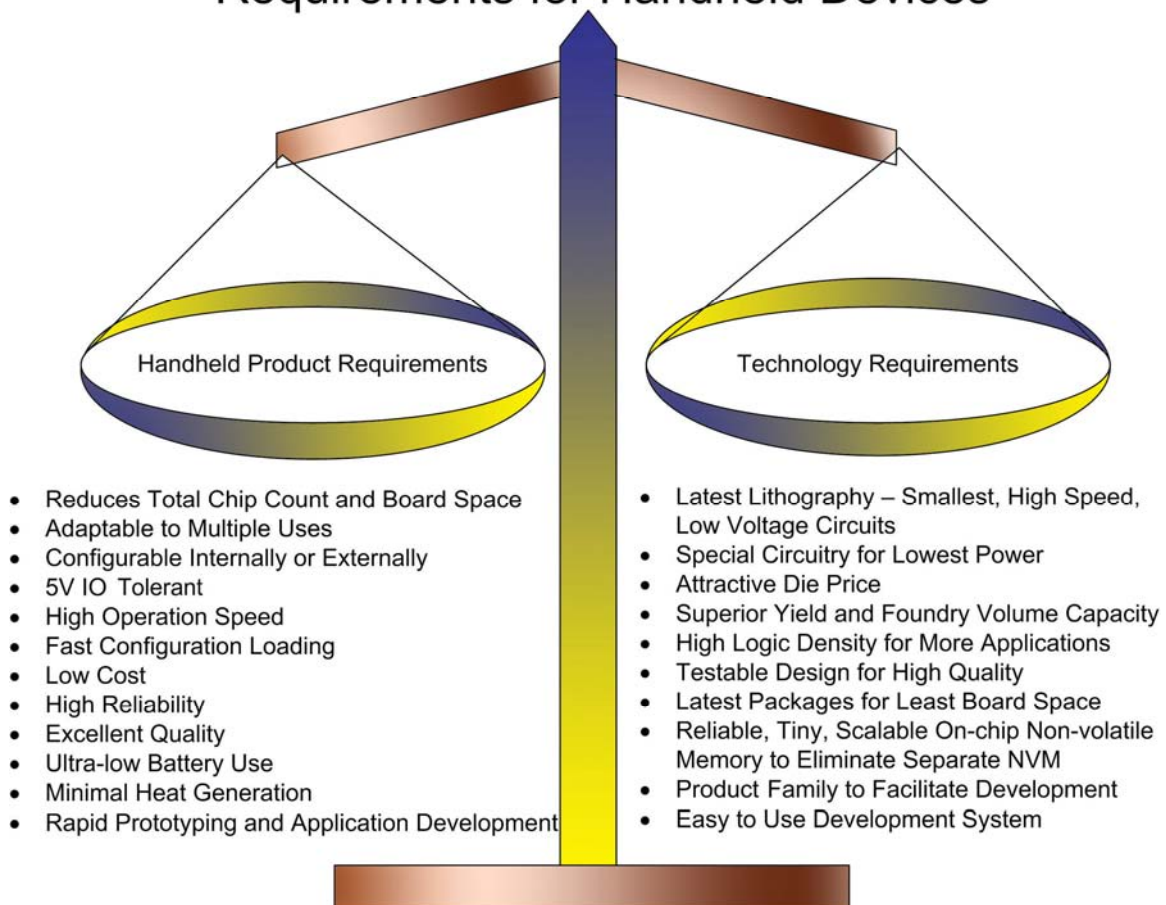 Requirements for Handheld Devices
Handheld Product Requirements
• Reduces Total Chip Count and Board Space
• Adaptable to Multiple Uses
• Configurable Internally or Externally
• 5V IO Tolerant
• High Operation Speed
• Fast Configuration Loading
• Low Cost
• High Reliability
• Excellent Quality
• Ultra-low Battery Use
• Minimal Heat Generation
• Rapid Prototyping and Application Development
Technology Requirements
• Latest Lithography – Smallest, High Speed,
Low Voltage Circuits
• Special Circuitry for Lowest Power
• Attractive Die Price
• Superior Yield and Foundry Volume Capacity
• High Logic Density for More Applications
• Testable Design for High Quality
• Latest Packages for Least Board Space
• Reliable, Tiny, Scalable On-chip Non-volatile
Memory to Eliminate Separate NVM
• Product Family to Facilitate Development
• Easy to Use Development System